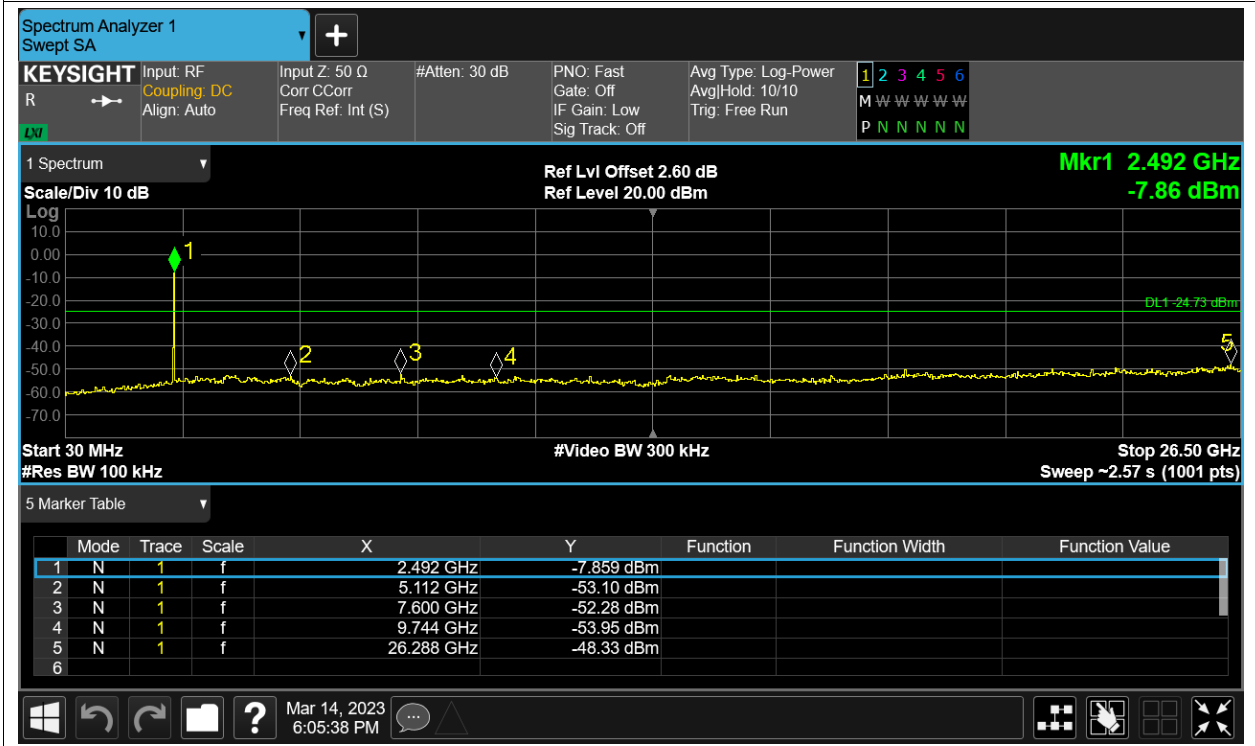 Spectrum Analyzer 1
Swept SA
+
KEYSIGHT Input: RF Input Z: 50 Ω #Atten: 30 dB PNO: Fast Avg Type: Log-Power 1 2 3 4 5 6
R Coupling: DC Corr CCorr Gate: Off Avg|Hold: 10/10 M W W W W W
Align: Auto Freq Ref: Int (S) IF Gain: Low Trig: Free Run
LXI Sig Track: Off P N N N N N
1 Spectrum
Ref Lvl Offset 2.60 dB Mkr1 2.492 GHz
Scale/Div 10 dB Ref Level 20.00 dBm -7.86 dBm
Log
10.0
0.00 1
-10.0
-20.0 DL1 -24.73 dBm
-30.0
-40.0 2 3 4 5
-50.0
-60.0
-70.0
Start 30 MHz #Video BW 300 kHz Stop 26.50 GHz
#Res BW 100 kHz Sweep ~2.57 s (1001 pts)
5 Marker Table
Mode Trace Scale X Y Function Function Width Function Value
1 N 1 f 2.492 GHz -7.859 dBm
2 N 1 f 5.112 GHz -53.10 dBm
3 N 1 f 7.600 GHz -52.28 dBm
4 N 1 f 9.744 GHz -53.95 dBm
5 N 1 f 26.288 GHz -48.33 dBm
6
? Mar 14, 2023
6:05:38 PM